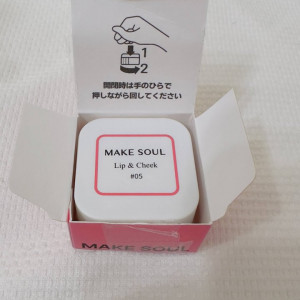 1
2
開閉時は手のひらで
押しながら回してください
MAKE SOUL
Lip & Cheek
#05
MAKE SOUL